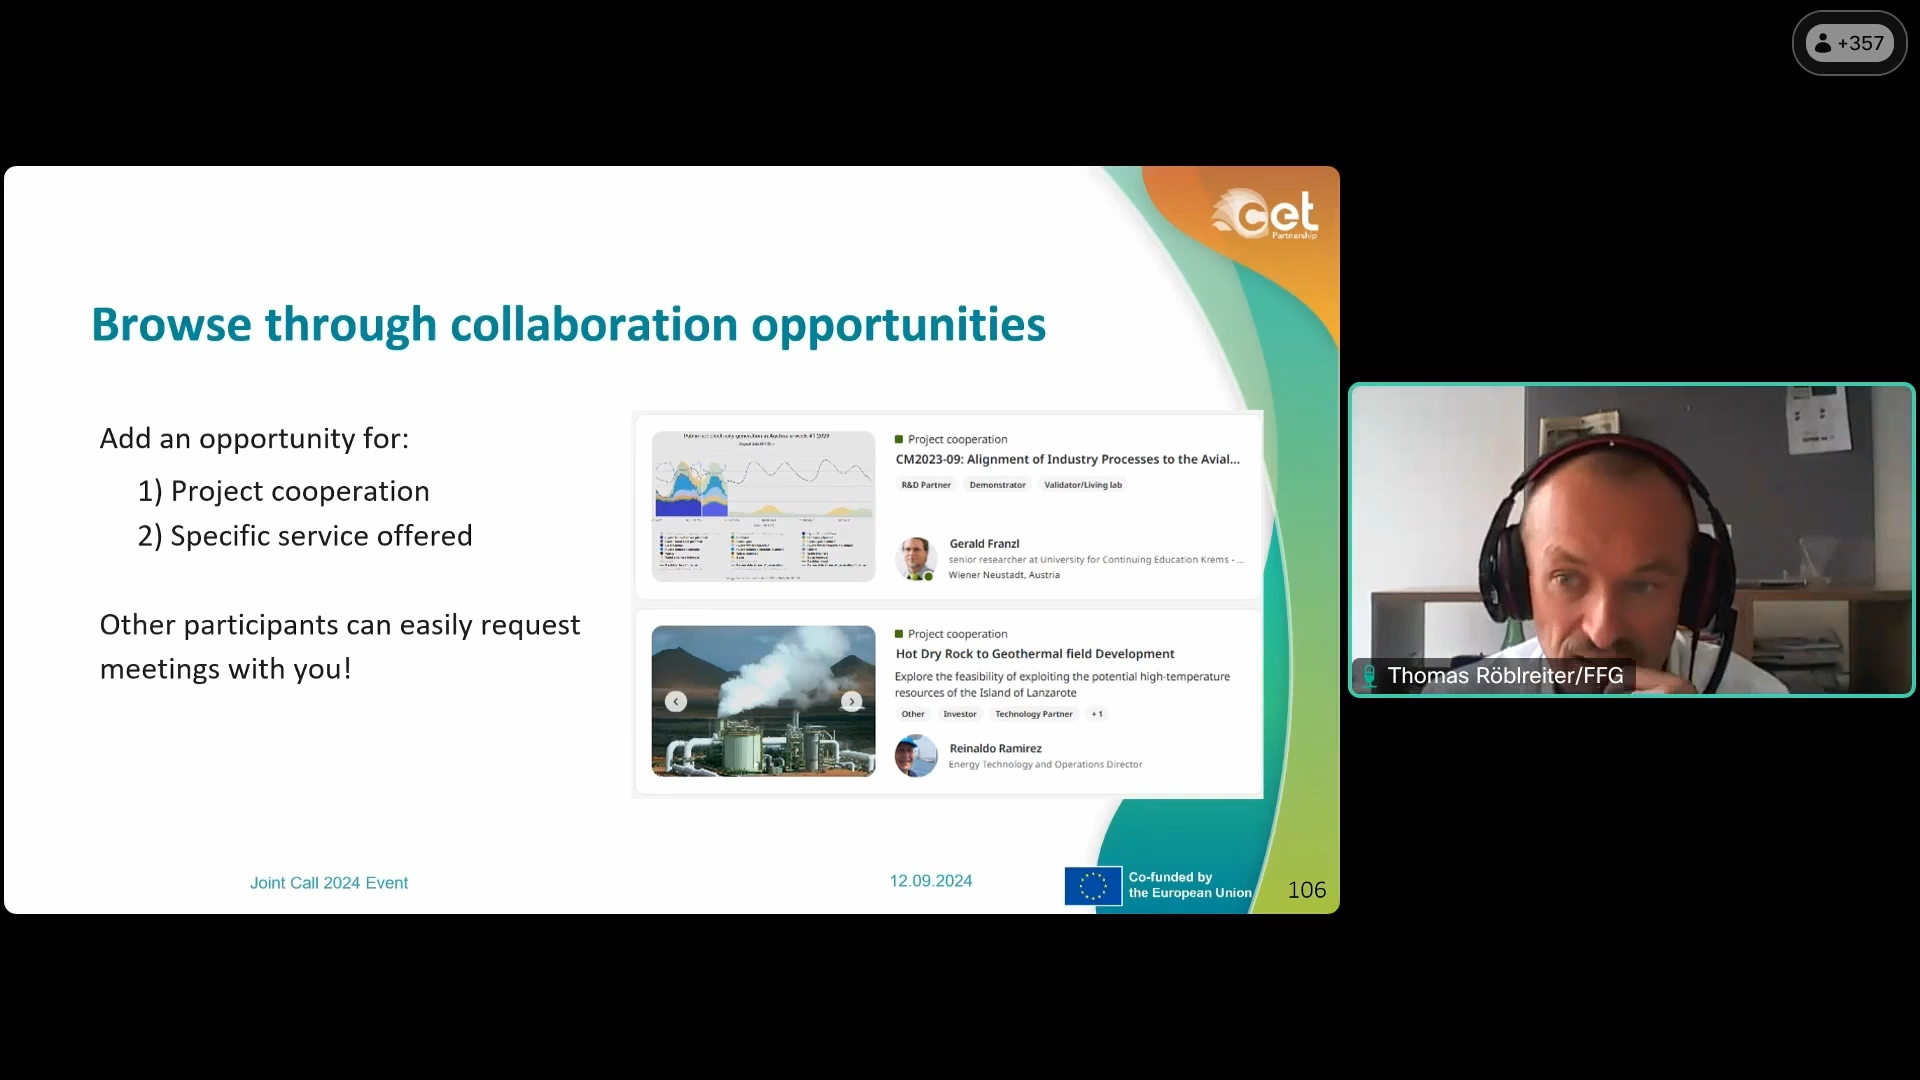 +357
cet
Partnership
Browse through collaboration opportunities
Add an opportunity for:
1) Project cooperation
2) Specific service offered
Other participants can easily request
meetings with you!
Project cooperation
CM2023-09: Alignment of Industry Processes to the Avial...
R&D Partner Demonstrator Validator/Living lab
Gerald Franzl
senior researcher at University for Continuing Education Krems - ...
Wiener Neustadt, Austria
Project cooperation
Hot Dry Rock to Geothermal field Development
Explore the feasibility of exploiting the potential high-temperature
resources of the Island of Lanzarote
Other Investor Technology Partner + 1
Reinaldo Ramirez
Energy Technology and Operations Director
Joint Call 2024 Event
12.09.2024
Co-funded by
the European Union
106
Thomas Röblreiter/FFG